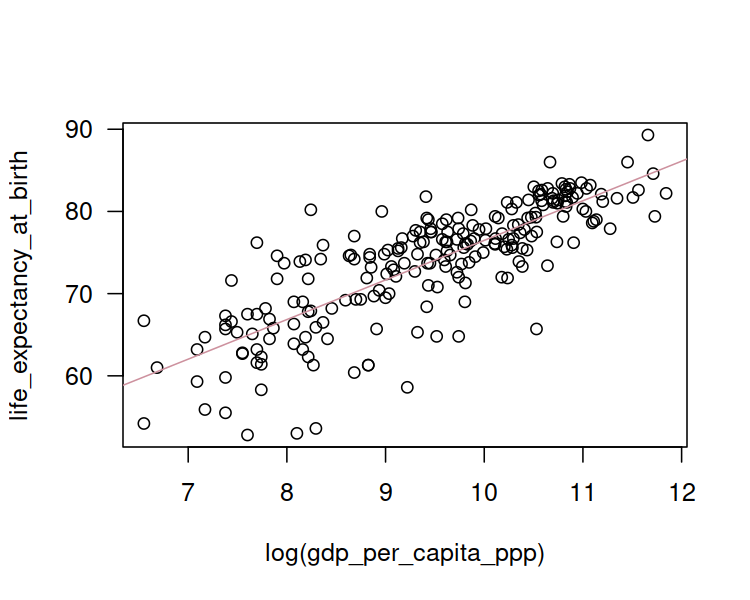 90
80
70
60
life_expectancy_at_birth
7 8 9 10 11 12
log(gdp_per_capita_ppp)